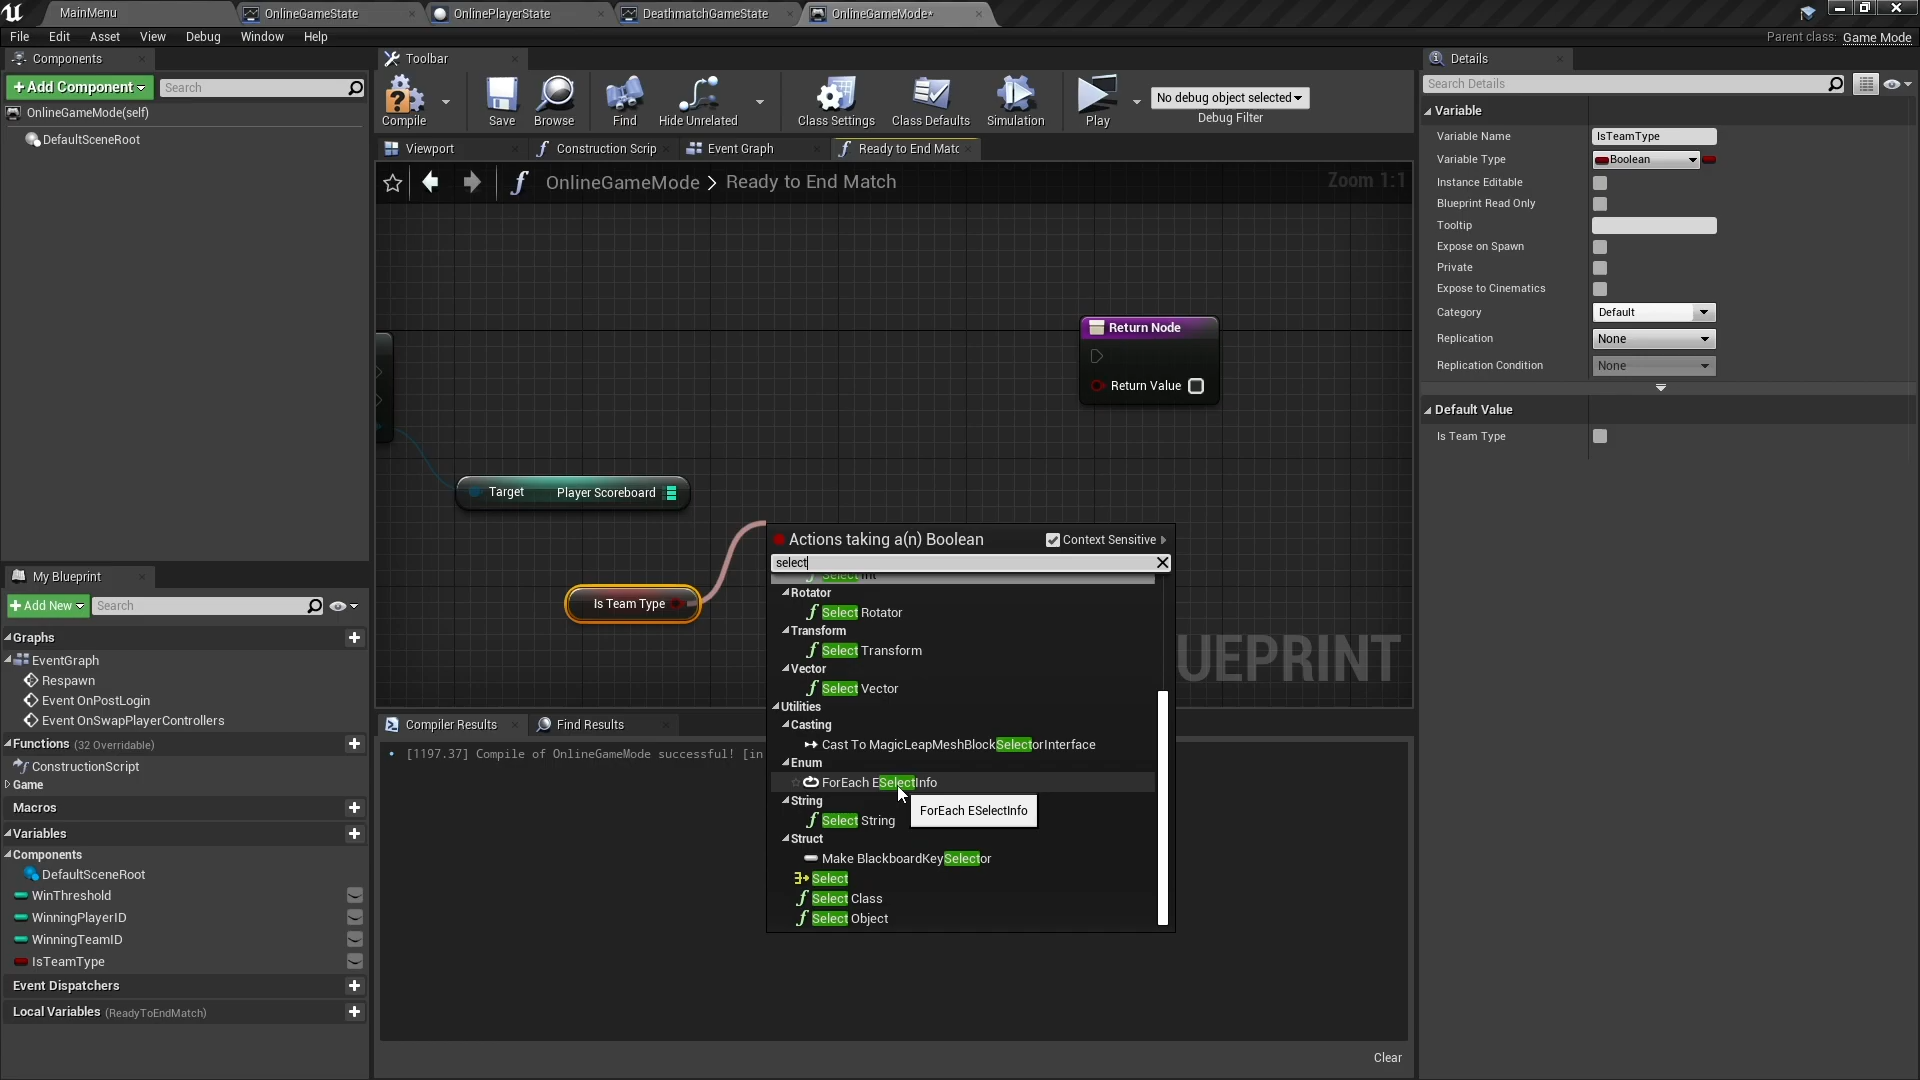 MainMenu
OnlineGameState
OnlinePlayerState
DeathmatchGameState
OnlineGameMode*
File Edit Asset View Debug Window Help
Parent class: Game Mode
Components
+ Add Component
Search
OnlineGameMode(self)
DefaultSceneRoot
Toolbar
Compile
Save
Browse
Find
Hide Unrelated
Class Settings
Class Defaults
Simulation
Play
No debug object selected
Debug Filter
Viewport
Construction Scrip
Event Graph
Ready to End Matc
OnlineGameMode > Ready to End Match
Zoom 1:1
Return Node
Return Value
Target Player Scoreboard
Is Team Type
Actions taking a(n) Boolean
Context Sensitive
select
Select Int
Rotator
Select Rotator
Transform
Select Transform
Vector
Select Vector
Utilities
Casting
Cast To MagicLeapMeshBlockSelectorInterface
Enum
ForEach ESelectInfo
ForEach ESelectInfo
String
Select String
Struct
Make BlackboardKeySelector
Select
Select Class
Select Object
UEPRINT
Compiler Results
Find Results
• [1197.37] Compile of OnlineGameMode successful! [in
Clear
My Blueprint
+ Add New
Search
Graphs
EventGraph
Respawn
Event OnPostLogin
Event OnSwapPlayerControllers
Functions (32 Overridable)
ConstructionScript
Game
Macros
Variables
Components
DefaultSceneRoot
WinThreshold
WinningPlayerID
WinningTeamID
IsTeamType
Event Dispatchers
Local Variables (ReadyToEndMatch)
Details
Search Details
Variable
Variable Name IsTeamType
Variable Type Boolean
Instance Editable
Blueprint Read Only
Tooltip
Expose on Spawn
Private
Expose to Cinematics
Category Default
Replication None
Replication Condition None
Default Value
Is Team Type